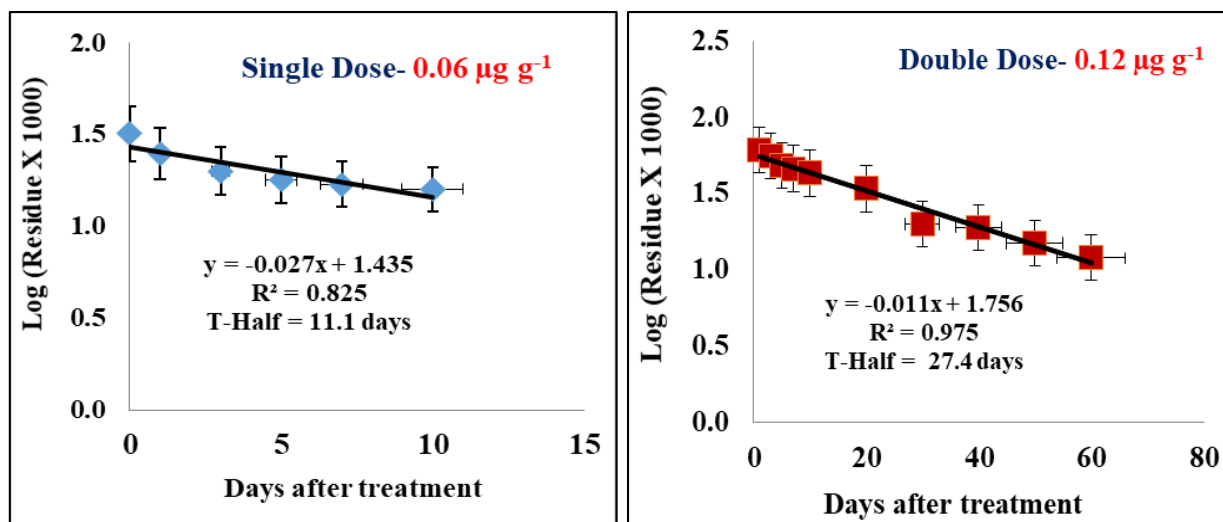 Single Dose- 0.06 µg g⁻¹
Log (Residue X 1000)
2.0
1.5
1.0
0.5
0.0
y = -0.027x + 1.435
R² = 0.825
T-Half = 11.1 days
0 5 10 15
Days after treatment
Double Dose- 0.12 µg g⁻¹
Log (Residue X 1000)
2.5
2.0
1.5
1.0
0.5
0.0
y = -0.011x + 1.756
R² = 0.975
T-Half = 27.4 days
0 20 40 60 80
Days after treatment